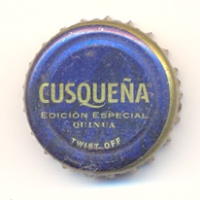 CUSQUEÑA
EDICIÓN ESPECIAL
QUINUA
TWIST OFF